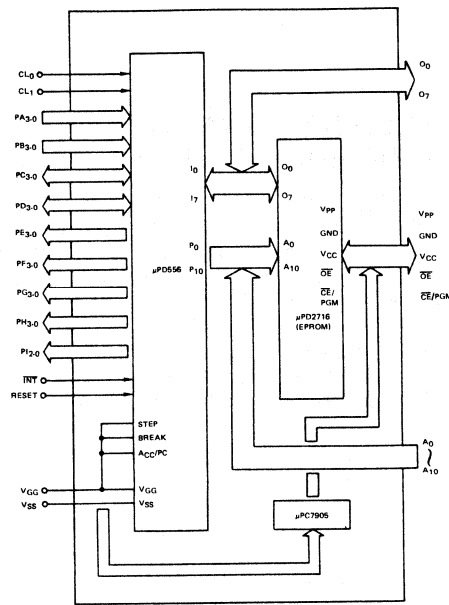 CL0
CL1
PA3-0
PB3-0
PC3-0
PD3-0
PE3-0
PF3-0
PG3-0
PH3-0
PI2-0
INT
RESET
VGG
VSS
I0
I7
P0
P10
μPD556
STEP
BREAK
ACC/PC
VGG
VSS
O0
O7
A0
A10
VPP
GND
VCC
OE
CE/
PGM
μPD2716
(EPROM)
μPC7905
O0
O7
VPP
GND
VCC
OE
CE/PGM
A0
A10